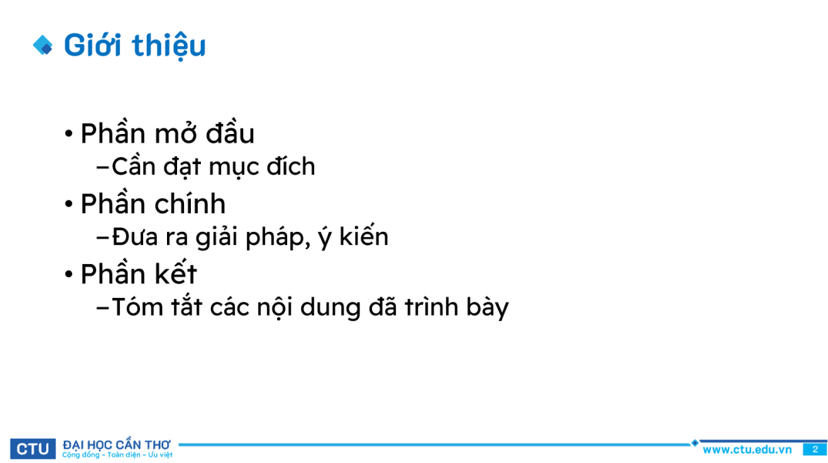 Giới thiệu
• Phần mở đầu
–Cần đạt mục đích
• Phần chính
–Đưa ra giải pháp, ý kiến
• Phần kết
–Tóm tắt các nội dung đã trình bày
CTU
ĐẠI HỌC CẦN THƠ
Cộng đồng – Toàn diện – Ưu việt
www.ctu.edu.vn
2